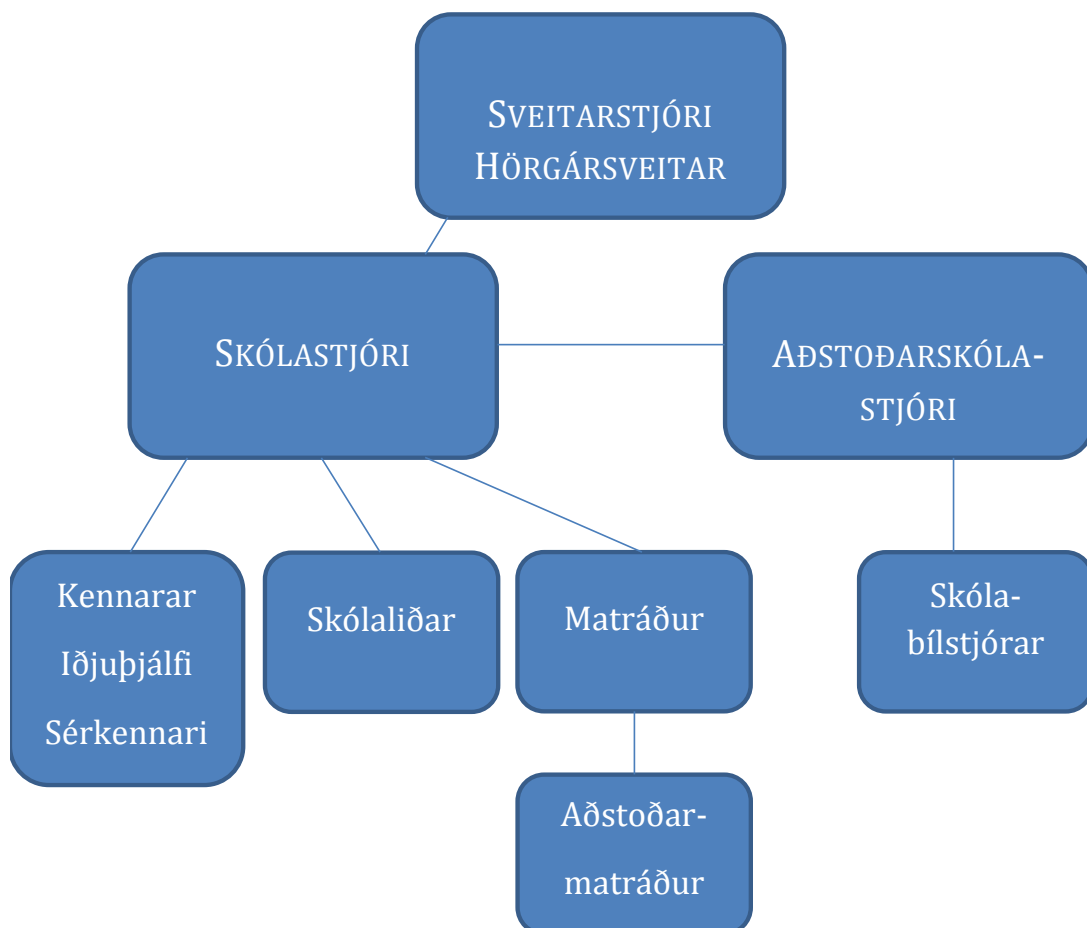 SVEITARSTJÓRI
HÖRGÁRSVEITAR
SKÓLASTJÓRI
AÐSTOÐARSKÓLA-
STJÓRI
Kennarar
Iðjuþjálfi
Sérkennari
Skólaliðar
Matráður
Skóla-
bílstjórar
Aðstoðar-
matráður